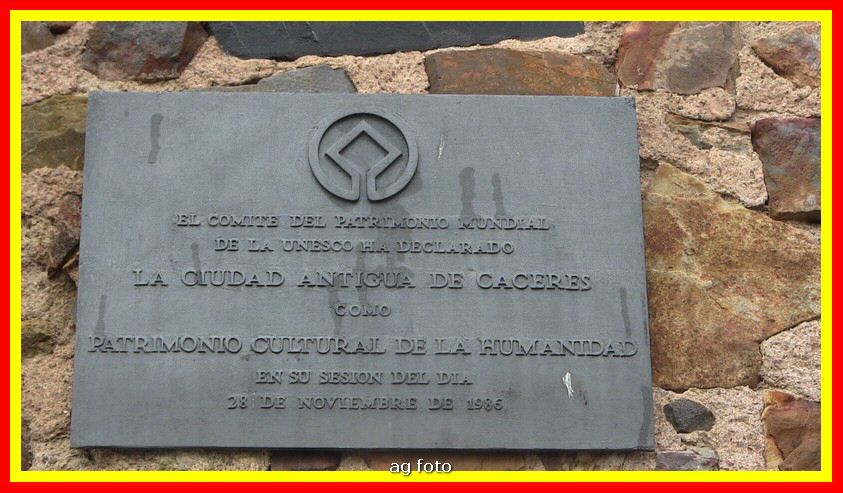 EL COMITE DEL PATRIMONIO MUNDIAL
DE LA UNESCO HA DECLARADO
LA CIUDAD ANTIGUA DE CACERES
COMO
PATRIMONIO CULTURAL DE LA HUMANIDAD
EN SU SESION DEL DIA
28 DE NOVIEMBRE DE 1986
ag foto